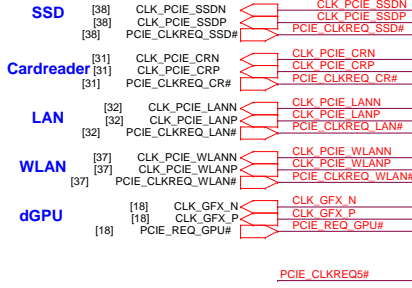 SSD [38] CLK_PCIE_SSDN CLK_PCIE_SSDN
[38] CLK_PCIE_SSDP CLK_PCIE_SSDP
[38] PCIE_CLKREQ_SSD# PCIE_CLKREQ_SSD#
Cardreader [31] CLK_PCIE_CRN CLK_PCIE_CRN
[31] CLK_PCIE_CRP CLK_PCIE_CRP
[31] PCIE_CLKREQ_CR# PCIE_CLKREQ_CR#
LAN [32] CLK_PCIE_LANN CLK_PCIE_LANN
[32] CLK_PCIE_LANP CLK_PCIE_LANP
[32] PCIE_CLKREQ_LAN# PCIE_CLKREQ_LAN#
WLAN [37] CLK_PCIE_WLANN CLK_PCIE_WLANN
[37] CLK_PCIE_WLANP CLK_PCIE_WLANP
[37] PCIE_CLKREQ_WLAN# PCIE_CLKREQ_WLAN#
dGPU [18] CLK_GFX_N CLK_GFX_N
[18] CLK_GFX_P CLK_GFX_P
[18] PCIE_REQ_GPU# PCIE_REQ_GPU#
PCIE_CLKREQ5#